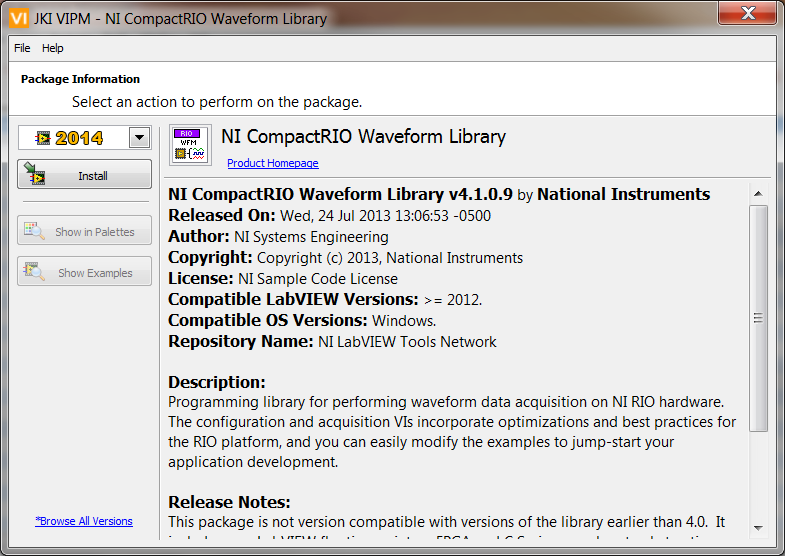 VI JKI VIPM - NI CompactRIO Waveform Library
File Help
Package Information
Select an action to perform on the package.
2014
Install
Show in Palettes
Show Examples
*Browse All Versions
RIO
WFM
NI CompactRIO Waveform Library
Product Homepage
NI CompactRIO Waveform Library v4.1.0.9 by National Instruments
Released On: Wed, 24 Jul 2013 13:06:53 -0500
Author: NI Systems Engineering
Copyright: Copyright (c) 2013, National Instruments
License: NI Sample Code License
Compatible LabVIEW Versions: >= 2012.
Compatible OS Versions: Windows.
Repository Name: NI LabVIEW Tools Network
Description:
Programming library for performing waveform data acquisition on NI RIO hardware.
The configuration and acquisition VIs incorporate optimizations and best practices for
the RIO platform, and you can easily modify the examples to jump-start your
application development.
Release Notes:
This package is not version compatible with versions of the library earlier than 4.0. It